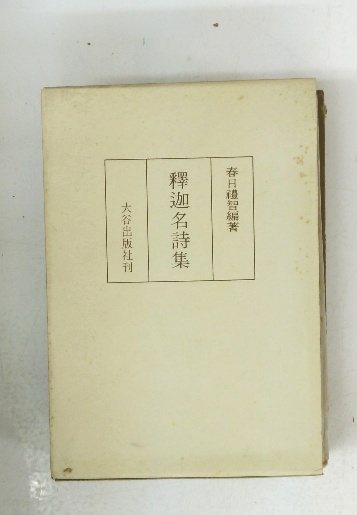 春日禮智編著
釋迦名詩集
大谷出版社刊